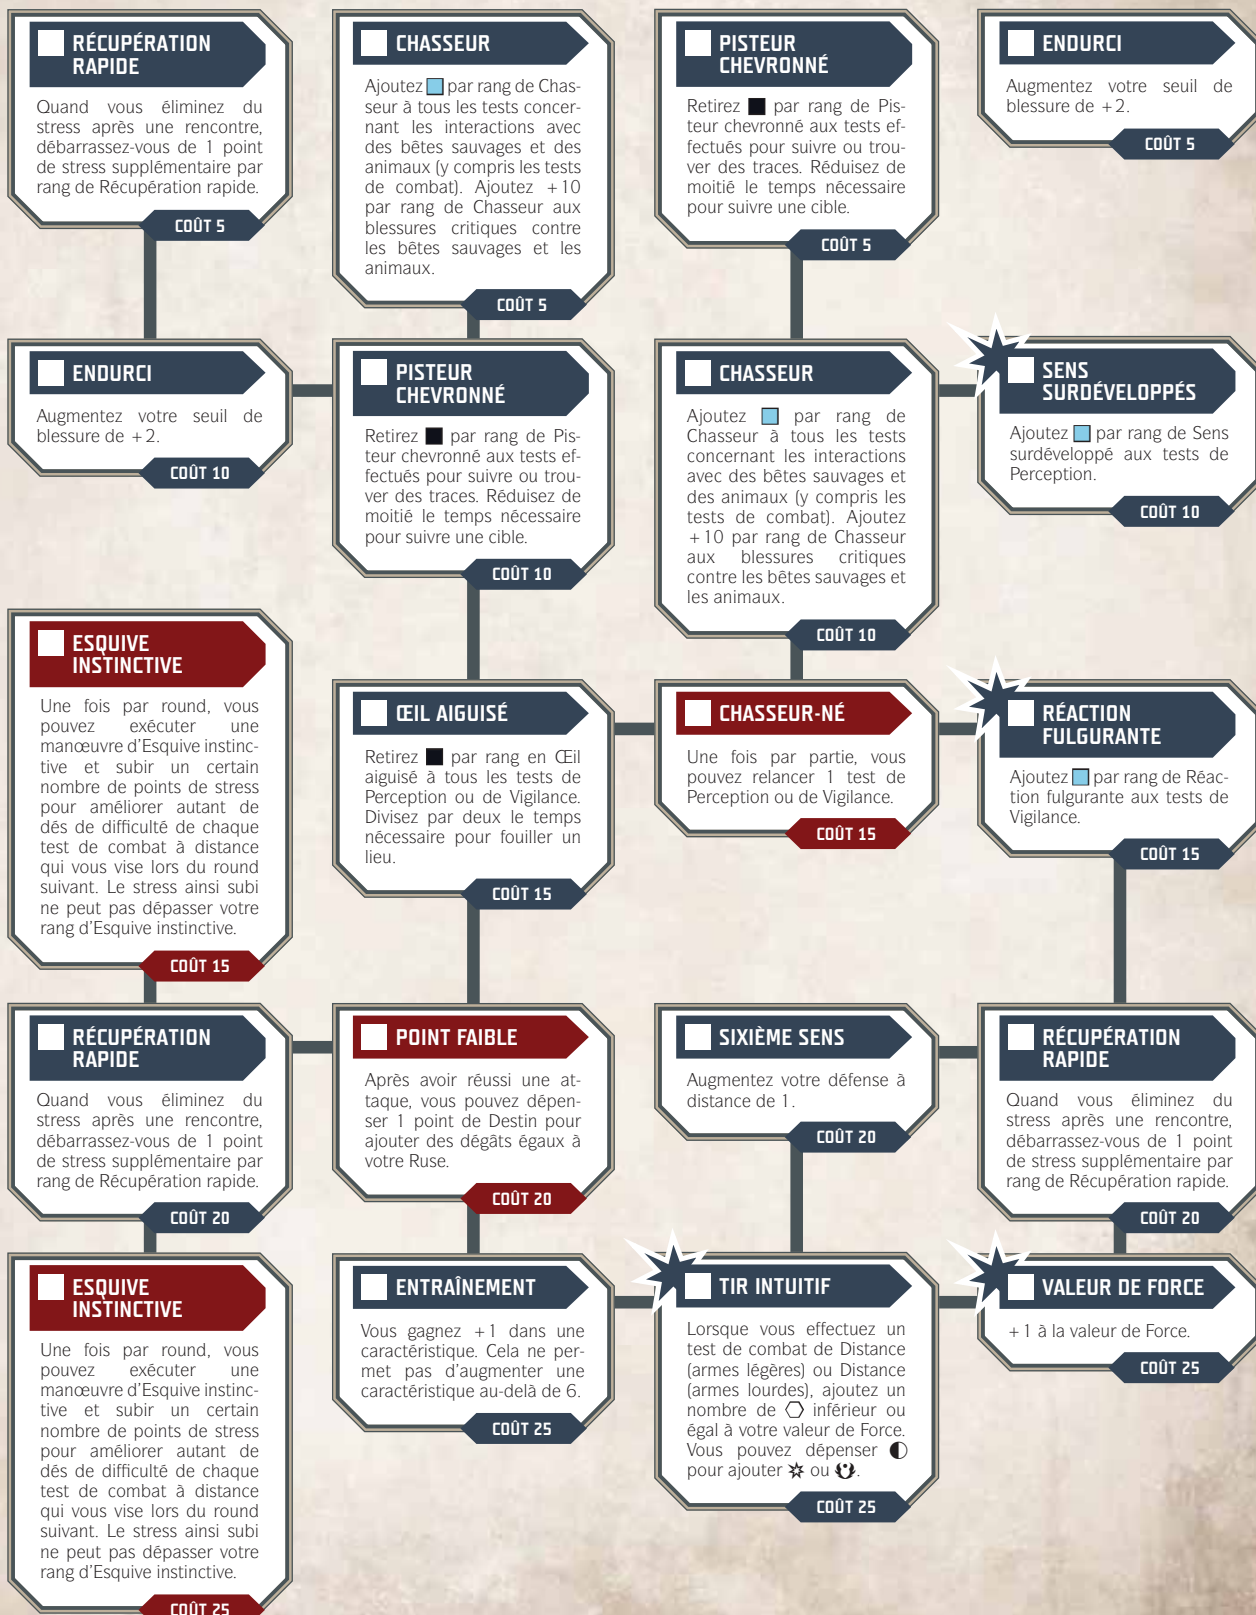 RÉCUPÉRATION
RAPIDE
Quand vous éliminez du
stress après une rencontre,
débarrassez-vous de 1 point
de stress supplémentaire par
rang de Récupération rapide.
COÛT 5
CHASSEUR
Ajoutez par rang de Chas-
seur à tous les tests concer-
nant les interactions avec
des bêtes sauvages et des
animaux (y compris les tests
de combat). Ajoutez +10
par rang de Chasseur aux
blessures critiques contre
les bêtes sauvages et les
animaux.
COÛT 5
PISTEUR
CHEVRONNÉ
Retirez par rang de Pis-
teur chevronné aux tests ef-
fectués pour suivre ou trou-
ver des traces. Réduisez de
moitié le temps nécessaire
pour suivre une cible.
COÛT 5
ENDURCI
Augmentez votre seuil de
blessure de +2.
COÛT 5
ENDURCI
Augmentez votre seuil de
blessure de +2.
COÛT 10
PISTEUR
CHEVRONNÉ
Retirez par rang de Pis-
teur chevronné aux tests ef-
fectués pour suivre ou trou-
ver des traces. Réduisez de
moitié le temps nécessaire
pour suivre une cible.
COÛT 10
CHASSEUR
Ajoutez par rang de
Chasseur à tous les tests
concernant les interactions
avec des bêtes sauvages et
des animaux (y compris les
tests de combat). Ajoutez
+10 par rang de Chasseur
aux blessures critiques
contre les bêtes sauvages et
les animaux.
COÛT 10
SENS
SURDÉVELOPPÉS
Ajoutez par rang de Sens
surdéveloppé aux tests de
Perception.
COÛT 10
ESQUIVE
INSTINCTIVE
Une fois par round, vous
pouvez exécuter une
manœuvre d'Esquive instinc-
tive et subir un certain
nombre de points de stress
pour améliorer autant de
dés de difficulté de chaque
test de combat à distance
qui vous vise lors du round
suivant. Le stress ainsi subi
ne peut pas dépasser votre
rang d'Esquive instinctive.
COÛT 15
ŒIL AIGUISÉ
Retirez par rang en Œil
aiguisé à tous les tests de
Perception ou de Vigilance.
Divisez par deux le temps
nécessaire pour fouiller un
lieu.
COÛT 15
CHASSEUR-NÉ
Une fois par partie, vous
pouvez relancer 1 test de
Perception ou de Vigilance.
COÛT 15
RÉACTION
FULGURANTE
Ajoutez par rang de Réac-
tion fulgurante aux tests de
Vigilance.
COÛT 15
RÉCUPÉRATION
RAPIDE
Quand vous éliminez du
stress après une rencontre,
débarrassez-vous de 1 point
de stress supplémentaire par
rang de Récupération rapide.
COÛT 20
POINT FAIBLE
Après avoir réussi une at-
taque, vous pouvez dépen-
ser 1 point de Destin pour
ajouter des dégâts égaux à
votre Ruse.
COÛT 20
SIXIÈME SENS
Augmentez votre défense à
distance de 1.
COÛT 20
RÉCUPÉRATION
RAPIDE
Quand vous éliminez du
stress après une rencontre,
débarrassez-vous de 1 point
de stress supplémentaire par
rang de Récupération rapide.
COÛT 20
ESQUIVE
INSTINCTIVE
Une fois par round, vous
pouvez exécuter une
manœuvre d'Esquive instinc-
tive et subir un certain
nombre de points de stress
pour améliorer autant de
dés de difficulté de chaque
test de combat à distance
qui vous vise lors du round
suivant. Le stress ainsi subi
ne peut pas dépasser votre
rang d'Esquive instinctive.
COÛT 25
ENTRAÎNEMENT
Vous gagnez +1 dans une
caractéristique. Cela ne per-
met pas d'augmenter une
caractéristique au-delà de 6.
COÛT 25
TIR INTUITIF
Lorsque vous effectuez un
test de combat de Distance
(armes légères) ou Distance
(armes lourdes), ajoutez un
nombre de inférieur ou
égal à votre valeur de Force.
Vous pouvez dépenser
pour ajouter ou .
COÛT 25
VALEUR DE FORCE
+1 à la valeur de Force.
COÛT 25